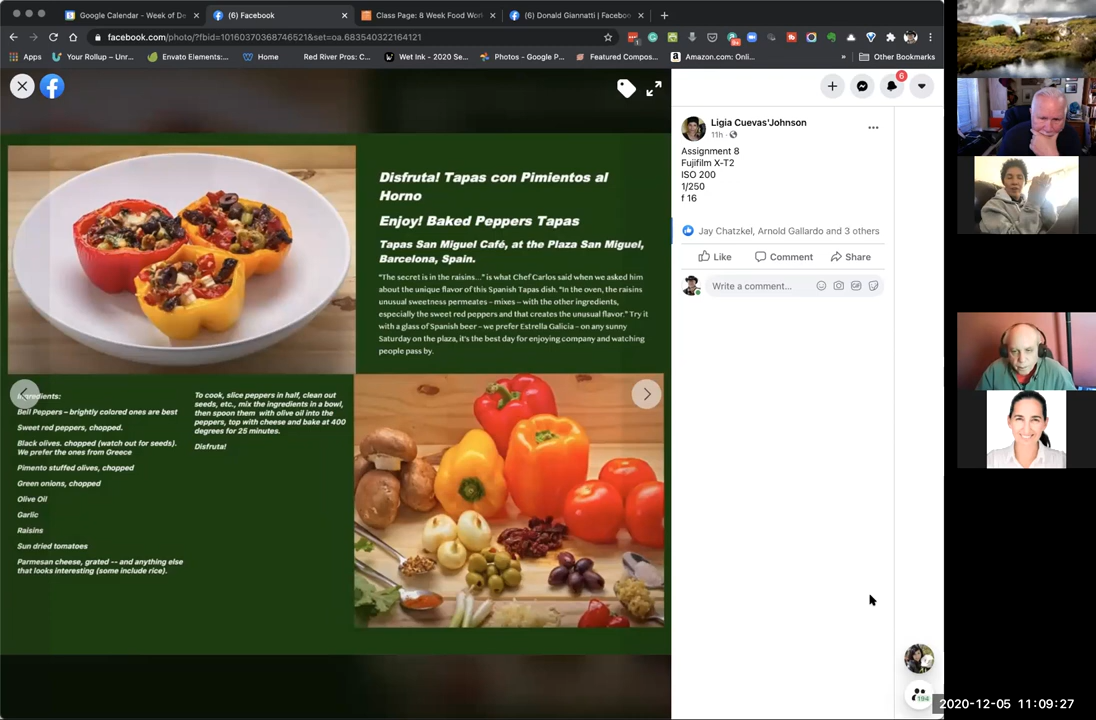 Google Calendar - Week of De
(6) Facebook
Class Page: 8 Week Food Wor
(6) Donald Giannatti | Facebo
facebook.com/photo/?fbid=10160370368746521&set=oa.683540322164121
Apps
Your Rollup – Unr...
Envato Elements:...
Home
Red River Pros: C...
Wet Ink - 2020 Se...
Photos - Google P...
Featured Compos...
Amazon.com: Onli...
»
Other Bookmarks
6
Ligia Cuevas'Johnson
11h ·
Assignment 8
Fujifilm X-T2
ISO 200
1/250
f 16
Jay Chatzkel, Arnold Gallardo and 3 others
Like
Comment
Share
Write a comment...
Disfruta! Tapas con Pimientos al
Horno
Enjoy! Baked Peppers Tapas
Tapas San Miguel Café, at the Plaza San Miguel,
Barcelona, Spain.
"The secret is in the raisins..." is what Chef Carlos said when we asked him
about the unique flavor of this Spanish Tapas dish. "In the oven, the raisins
unusual sweetness permeates – mixes – with the other ingredients,
especially the sweet red peppers and that creates the unusual flavor." Try it
with a glass of Spanish beer – we prefer Estrella Galicia – on any sunny
Saturday on the plaza, it's the best day for enjoying company and watching
people pass by.
Ingredients:
Bell Peppers – brightly colored ones are best
Sweet red peppers, chopped.
Black olives. chopped (watch out for seeds).
We prefer the ones from Greece
Pimento stuffed olives, chopped
Green onions, chopped
Olive Oil
Garlic
Raisins
Sun dried tomatoes
Parmesan cheese, grated -- and anything else
that looks interesting (some include rice).
To cook, slice peppers in half, clean out
seeds, etc., mix the ingredients in a bowl,
then spoon them with olive oil into the
peppers, top with cheese and bake at 400
degrees for 25 minutes.
Disfruta!
194
2020-12-05 11:09:27